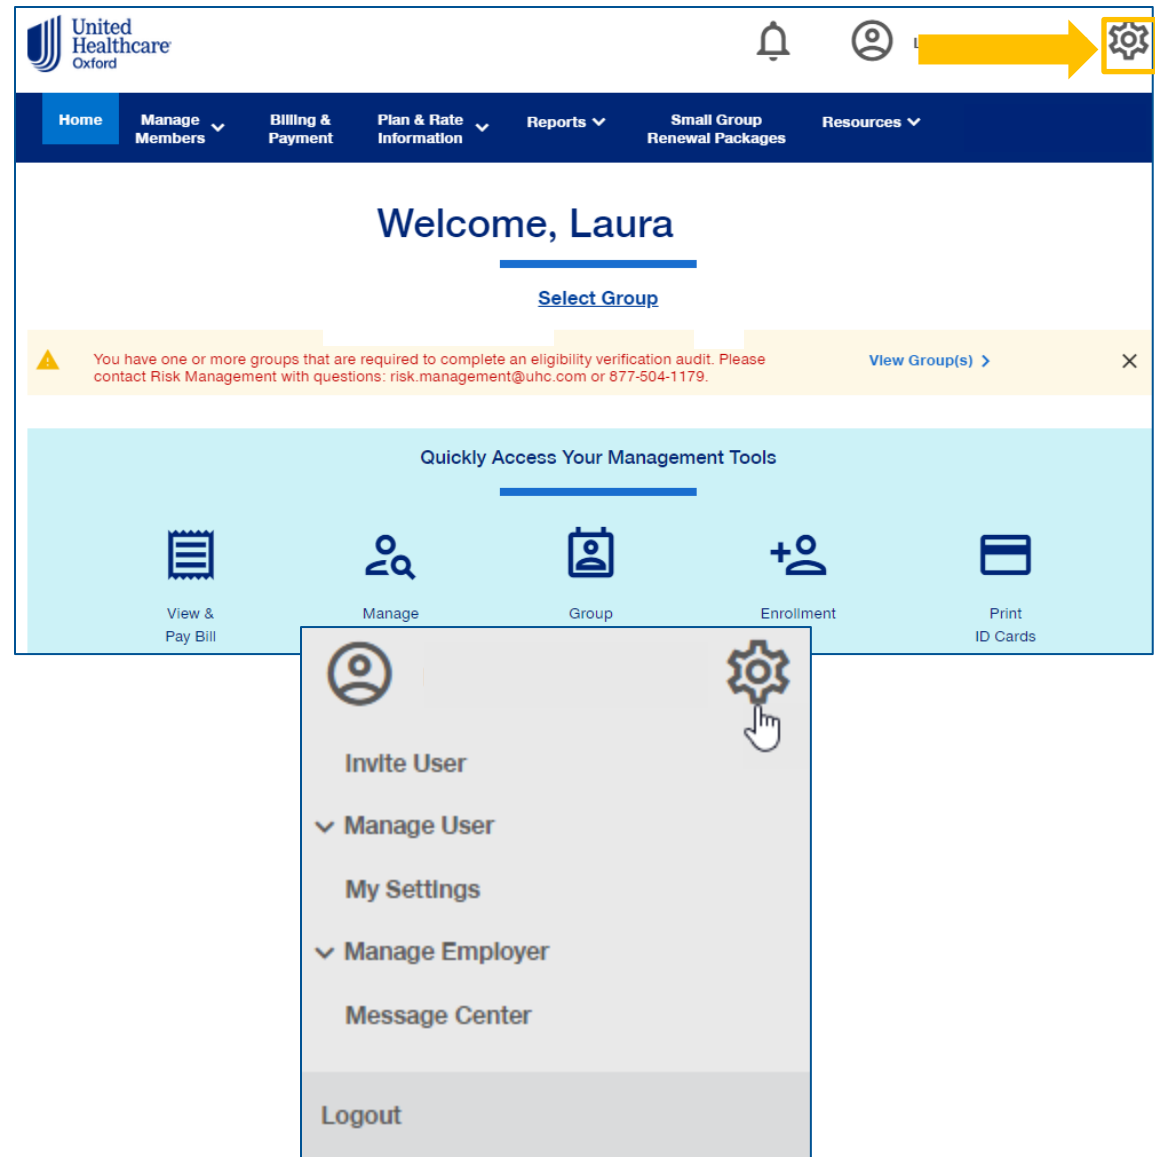 United
Healthcare
Oxford
Home
Manage
Members
Billing &
Payment
Plan & Rate
Information
Reports
Small Group
Renewal Packages
Resources
Welcome, Laura
Select Group
You have one or more groups that are required to complete an eligibility verification audit. Please
contact Risk Management with questions: risk.management@uhc.com or 877-504-1179.
View Group(s)
Quickly Access Your Management Tools
View &
Pay Bill
Manage
Group
Enrollment
Print
ID Cards
Invite User
Manage User
My Settings
Manage Employer
Message Center
Logout